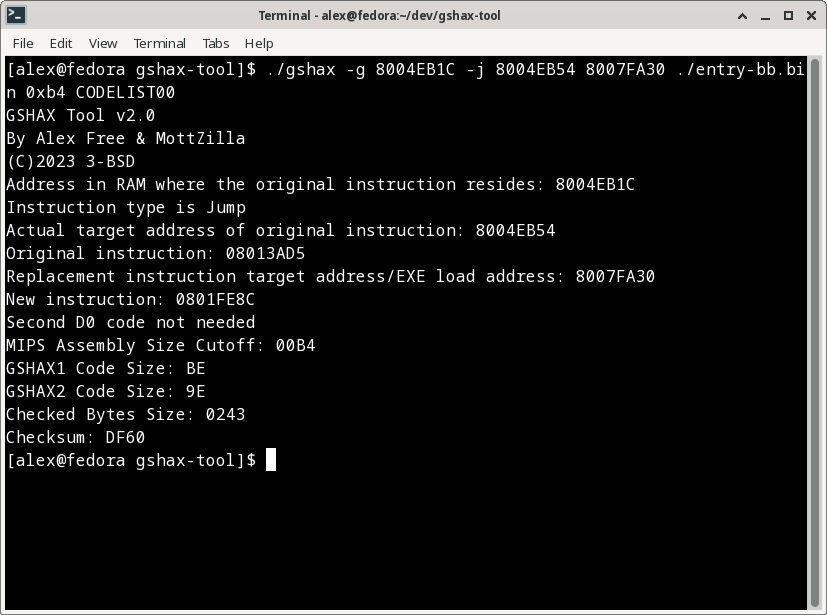 Terminal - alex@fedora:~/dev/gshax-tool
File Edit View Terminal Tabs Help
[alex@fedora gshax-tool]$ ./gshax -g 8004EB1C -j 8004EB54 8007FA30 ./entry-bb.bi
n 0xb4 CODELIST00
GSHAX Tool v2.0
By Alex Free & MottZilla
(C)2023 3-BSD
Address in RAM where the original instruction resides: 8004EB1C
Instruction type is Jump
Actual target address of original instruction: 8004EB54
Original instruction: 08013AD5
Replacement instruction target address/EXE load address: 8007FA30
New instruction: 0801FE8C
Second D0 code not needed
MIPS Assembly Size Cutoff: 00B4
GSHAX1 Code Size: BE
GSHAX2 Code Size: 9E
Checked Bytes Size: 0243
Checksum: DF60
[alex@fedora gshax-tool]$